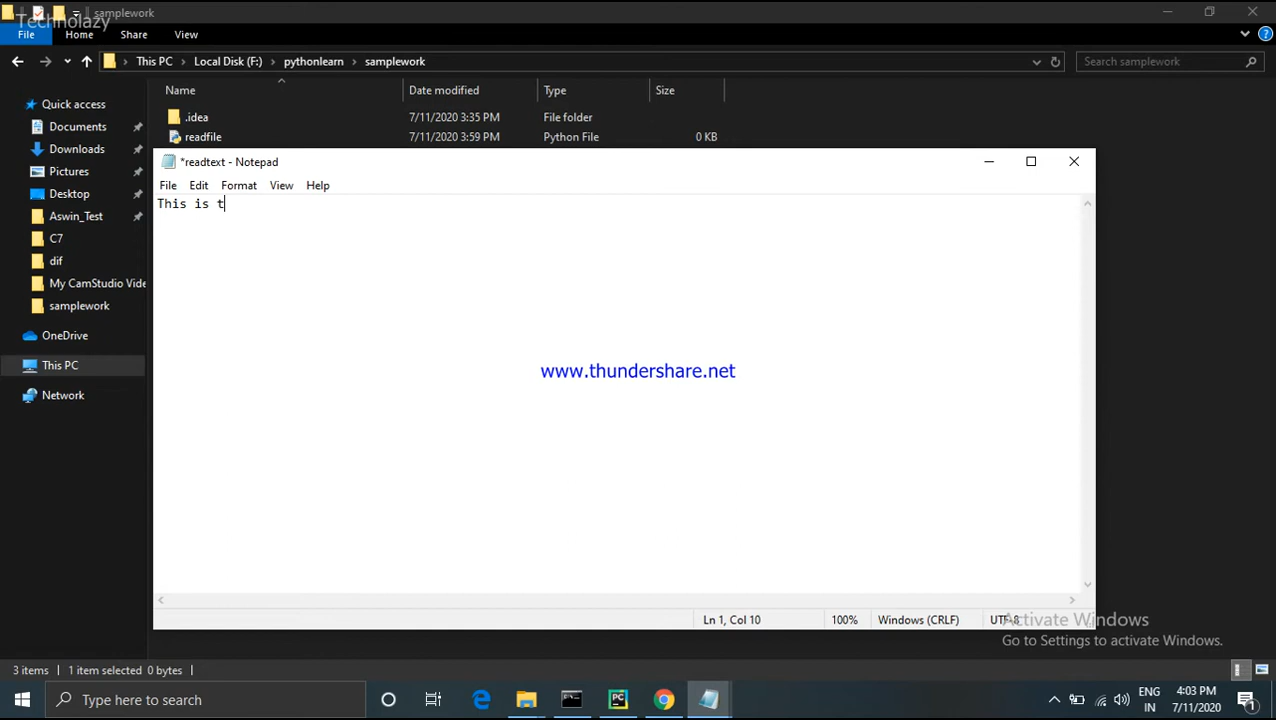 samplework
Technolazy
File Home Share View
This PC Local Disk (F:) pythonlearn samplework
Search samplework
Quick access
Documents
Downloads
Pictures
Desktop
Aswin_Test
C7
dif
My CamStudio Vide
samplework
OneDrive
This PC
Network
Name Date modified Type Size
.idea 7/11/2020 3:35 PM File folder
readfile 7/11/2020 3:59 PM Python File 0 KB
*readtext - Notepad
File Edit Format View Help
This is t
www.thundershare.net
Ln 1, Col 10 100% Windows (CRLF) UTF-8
Activate Windows
Go to Settings to activate Windows.
3 items 1 item selected 0 bytes
Type here to search
PC
ENG
IN
4:03 PM
7/11/2020
1